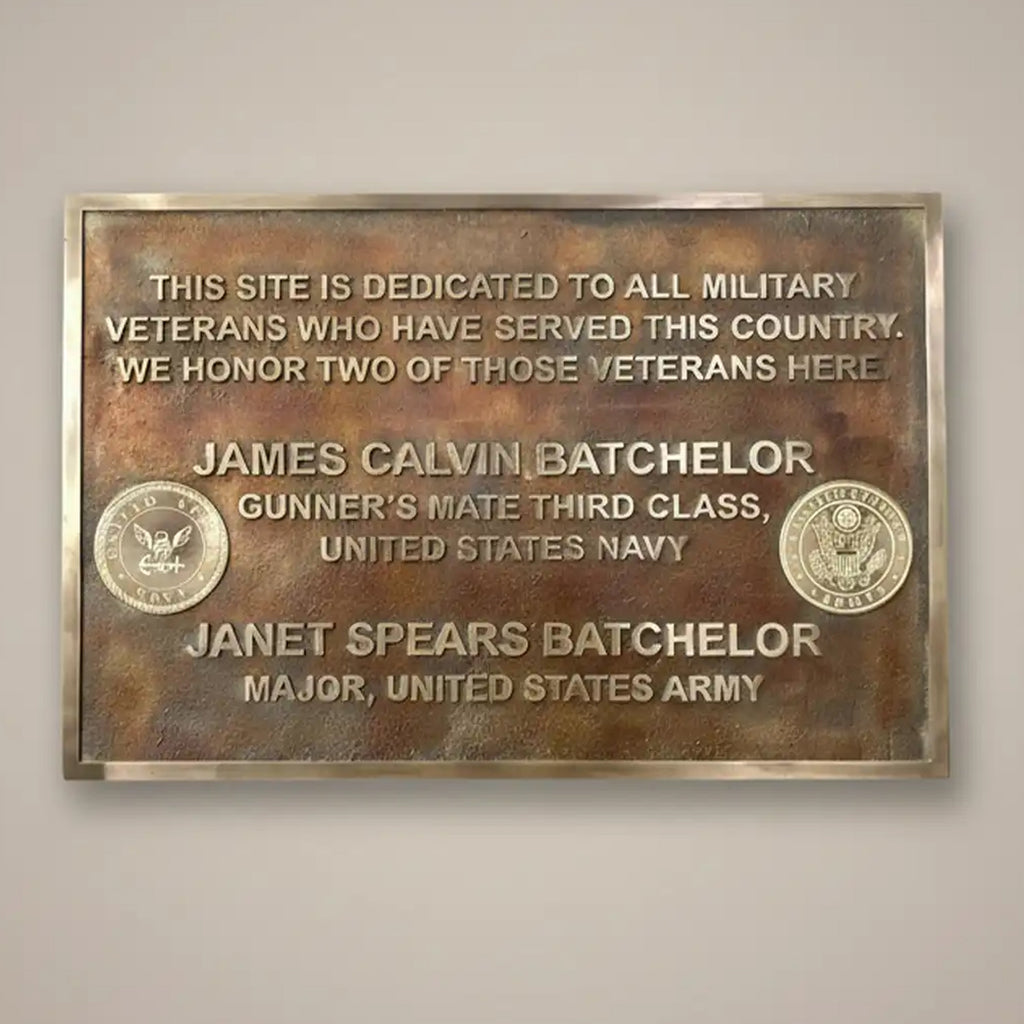 THIS SITE IS DEDICATED TO ALL MILITARY
VETERANS WHO HAVE SERVED THIS COUNTRY.
WE HONOR TWO OF THOSE VETERANS HERE.
JAMES CALVIN BATCHELOR
GUNNER'S MATE THIRD CLASS,
UNITED STATES NAVY
JANET SPEARS BATCHELOR
MAJOR, UNITED STATES ARMY